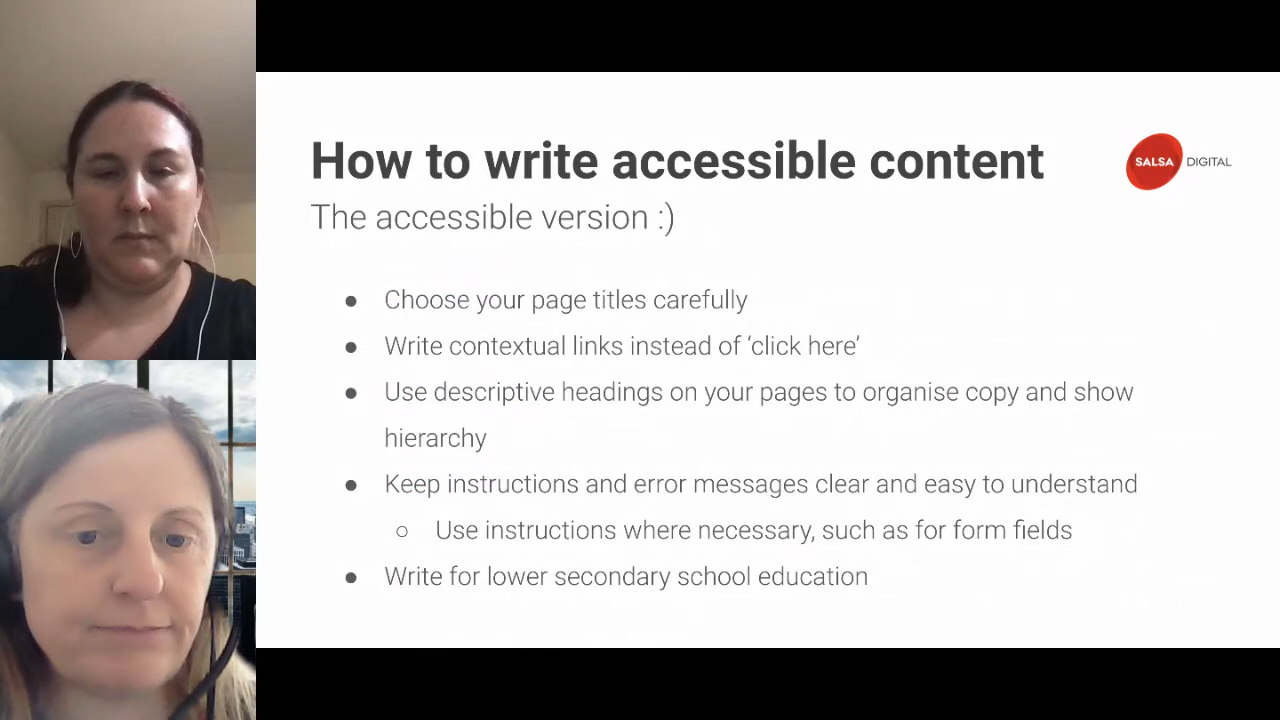 How to write accessible content
SALSA DIGITAL
The accessible version :)
● Choose your page titles carefully
● Write contextual links instead of ‘click here’
● Use descriptive headings on your pages to organise copy and show
hierarchy
● Keep instructions and error messages clear and easy to understand
○ Use instructions where necessary, such as for form fields
● Write for lower secondary school education